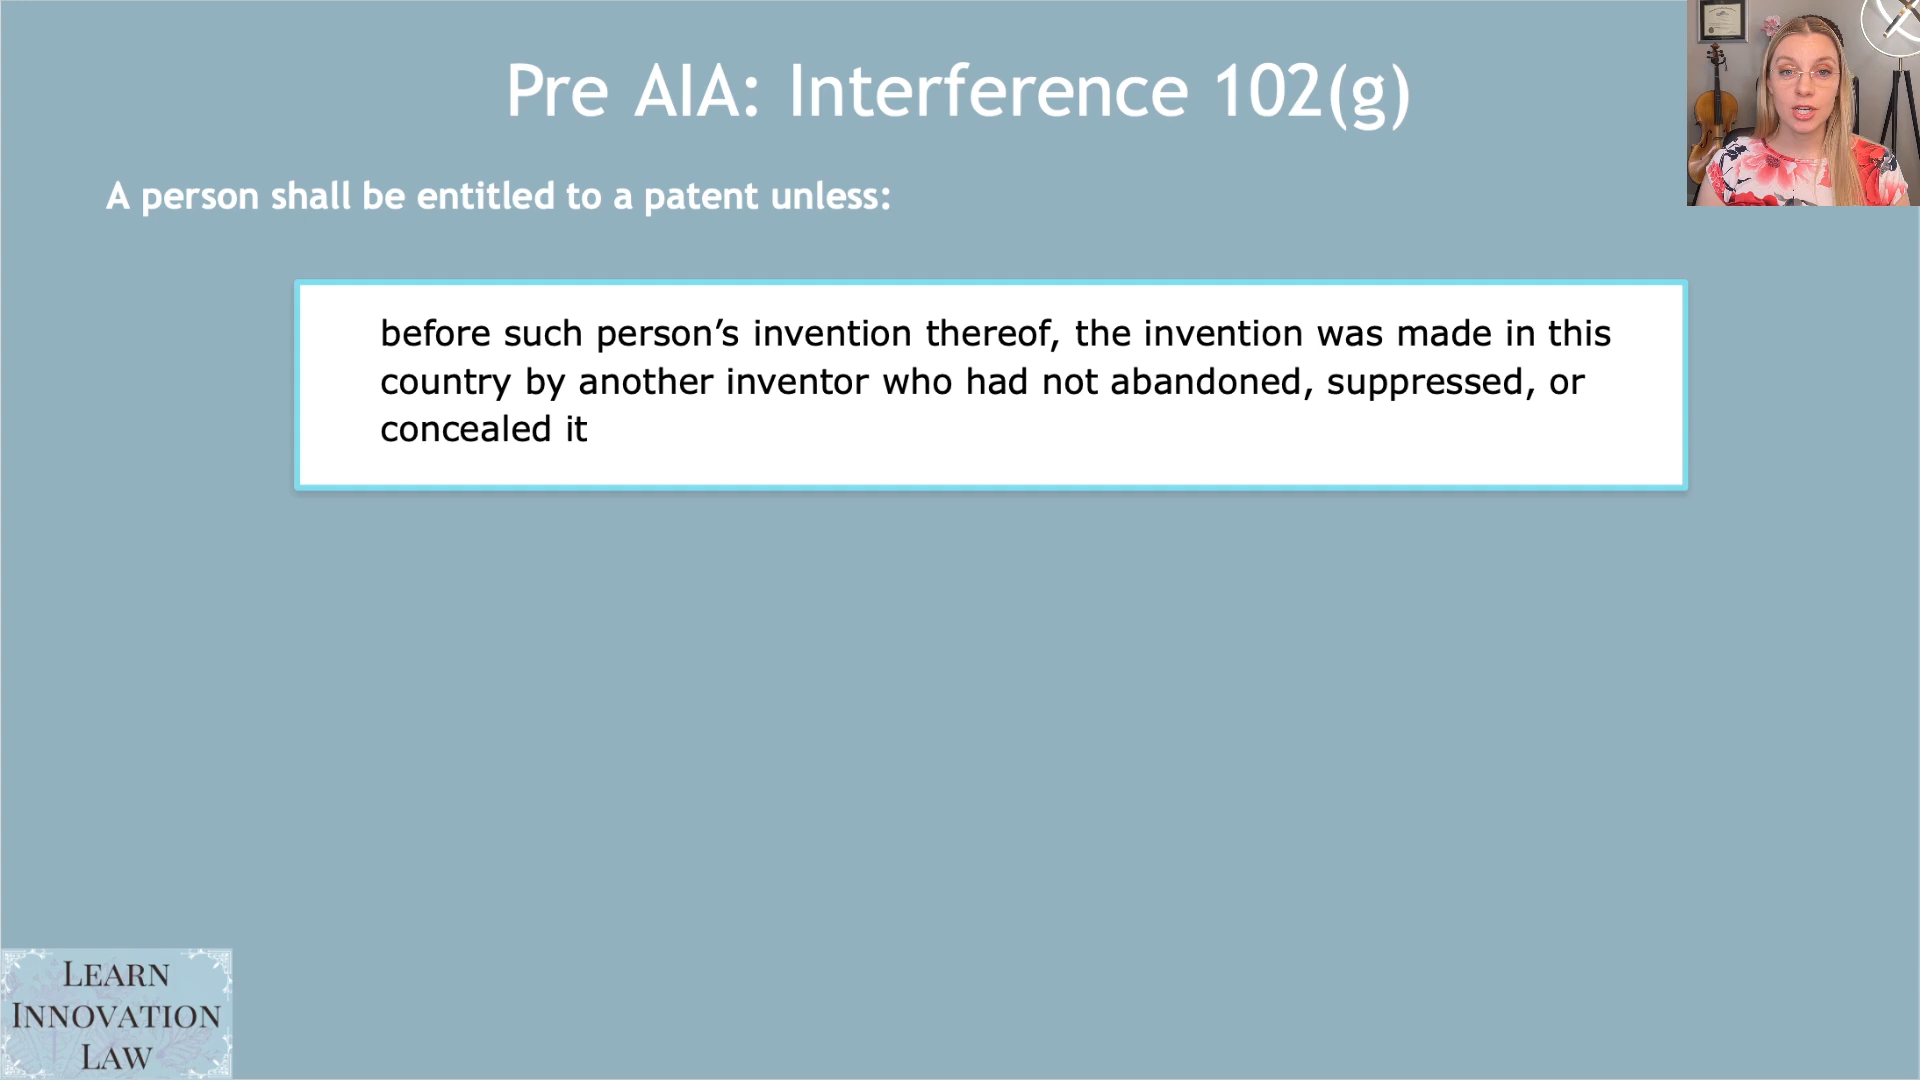 Pre AIA: Interference 102(g)
A person shall be entitled to a patent unless:
before such person’s invention thereof, the invention was made in this
country by another inventor who had not abandoned, suppressed, or
concealed it
LEARN
INNOVATION
LAW